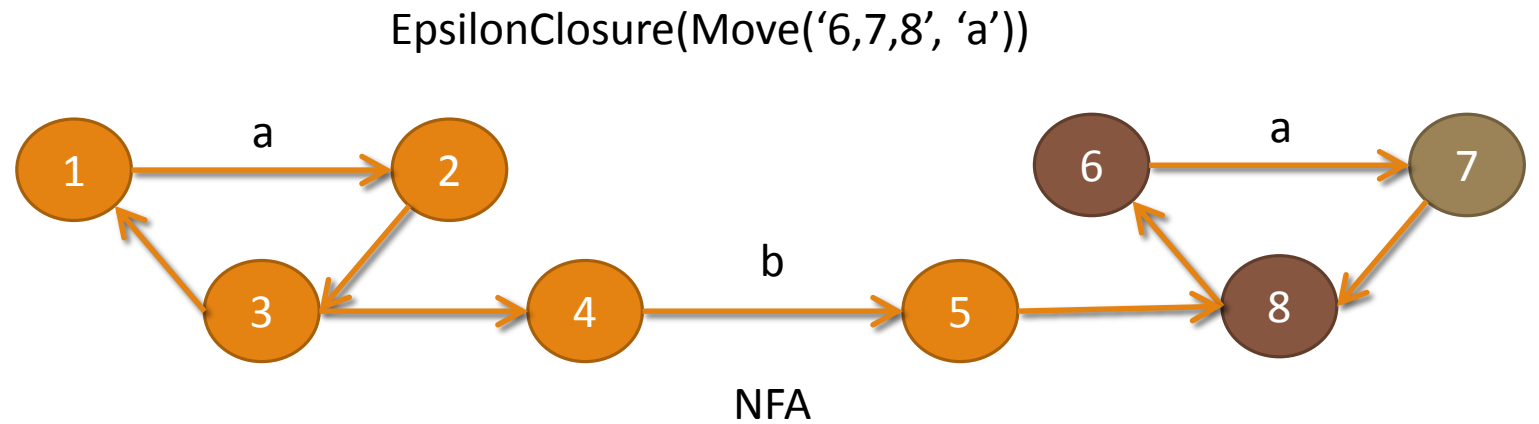 EpsilonClosure(Move(‘6,7,8’, ‘a’))
1
a
2
6
a
7
3
4
b
5
8
NFA